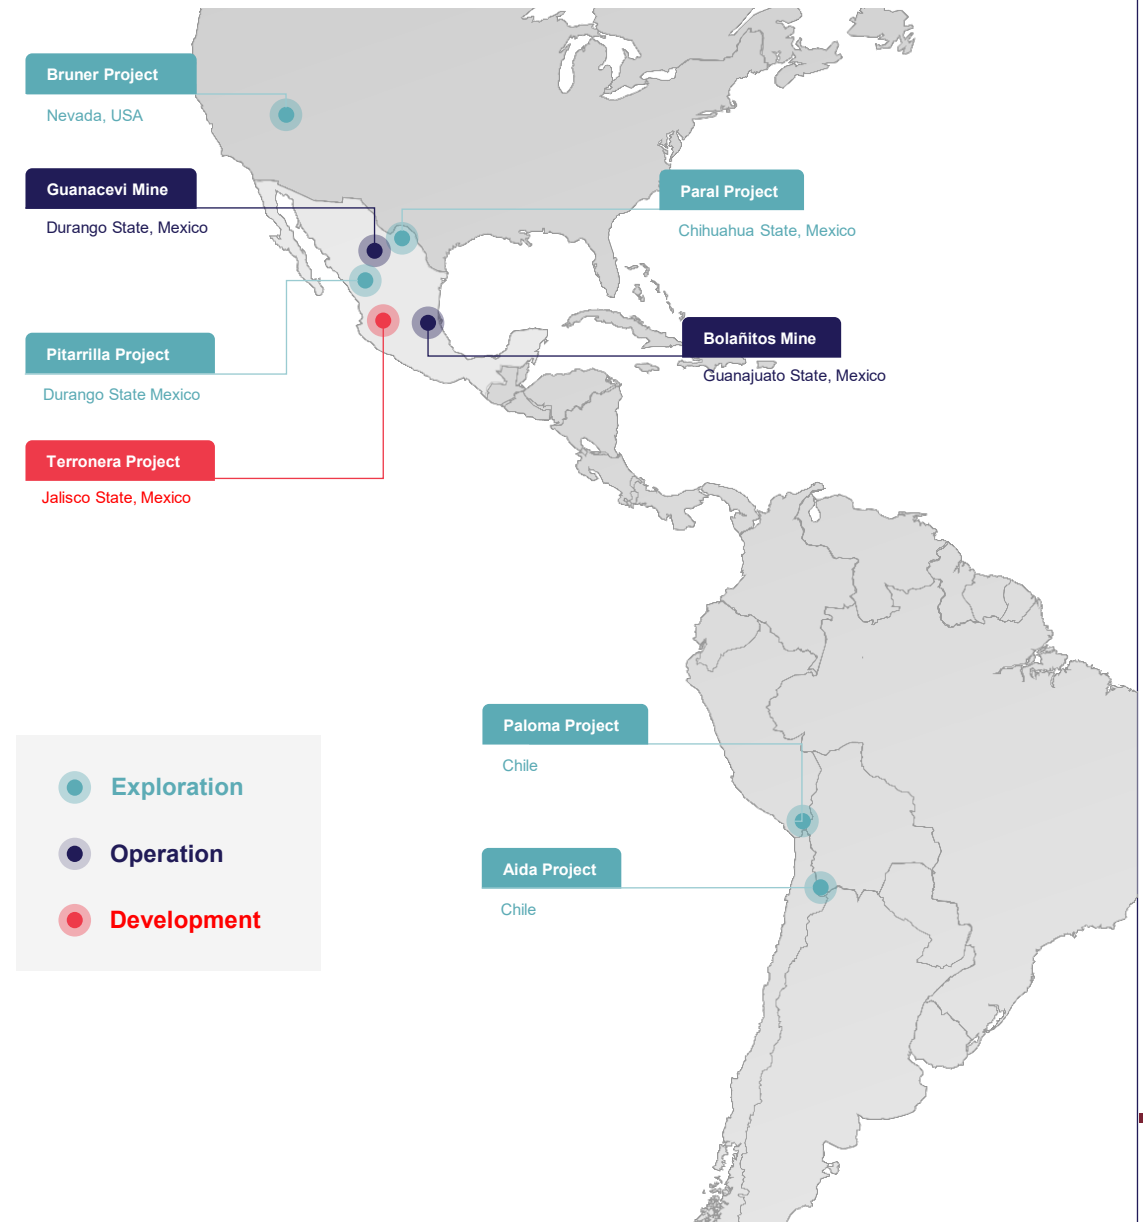 Bruner Project
Nevada, USA
Guanacevi Mine
Durango State, Mexico
Paral Project
Chihuahua State, Mexico
Pitarrilla Project
Durango State Mexico
Bolañitos Mine
Guanajuato State, Mexico
Terronera Project
Jalisco State, Mexico
Paloma Project
Chile
Aida Project
Chile
Exploration
Operation
Development